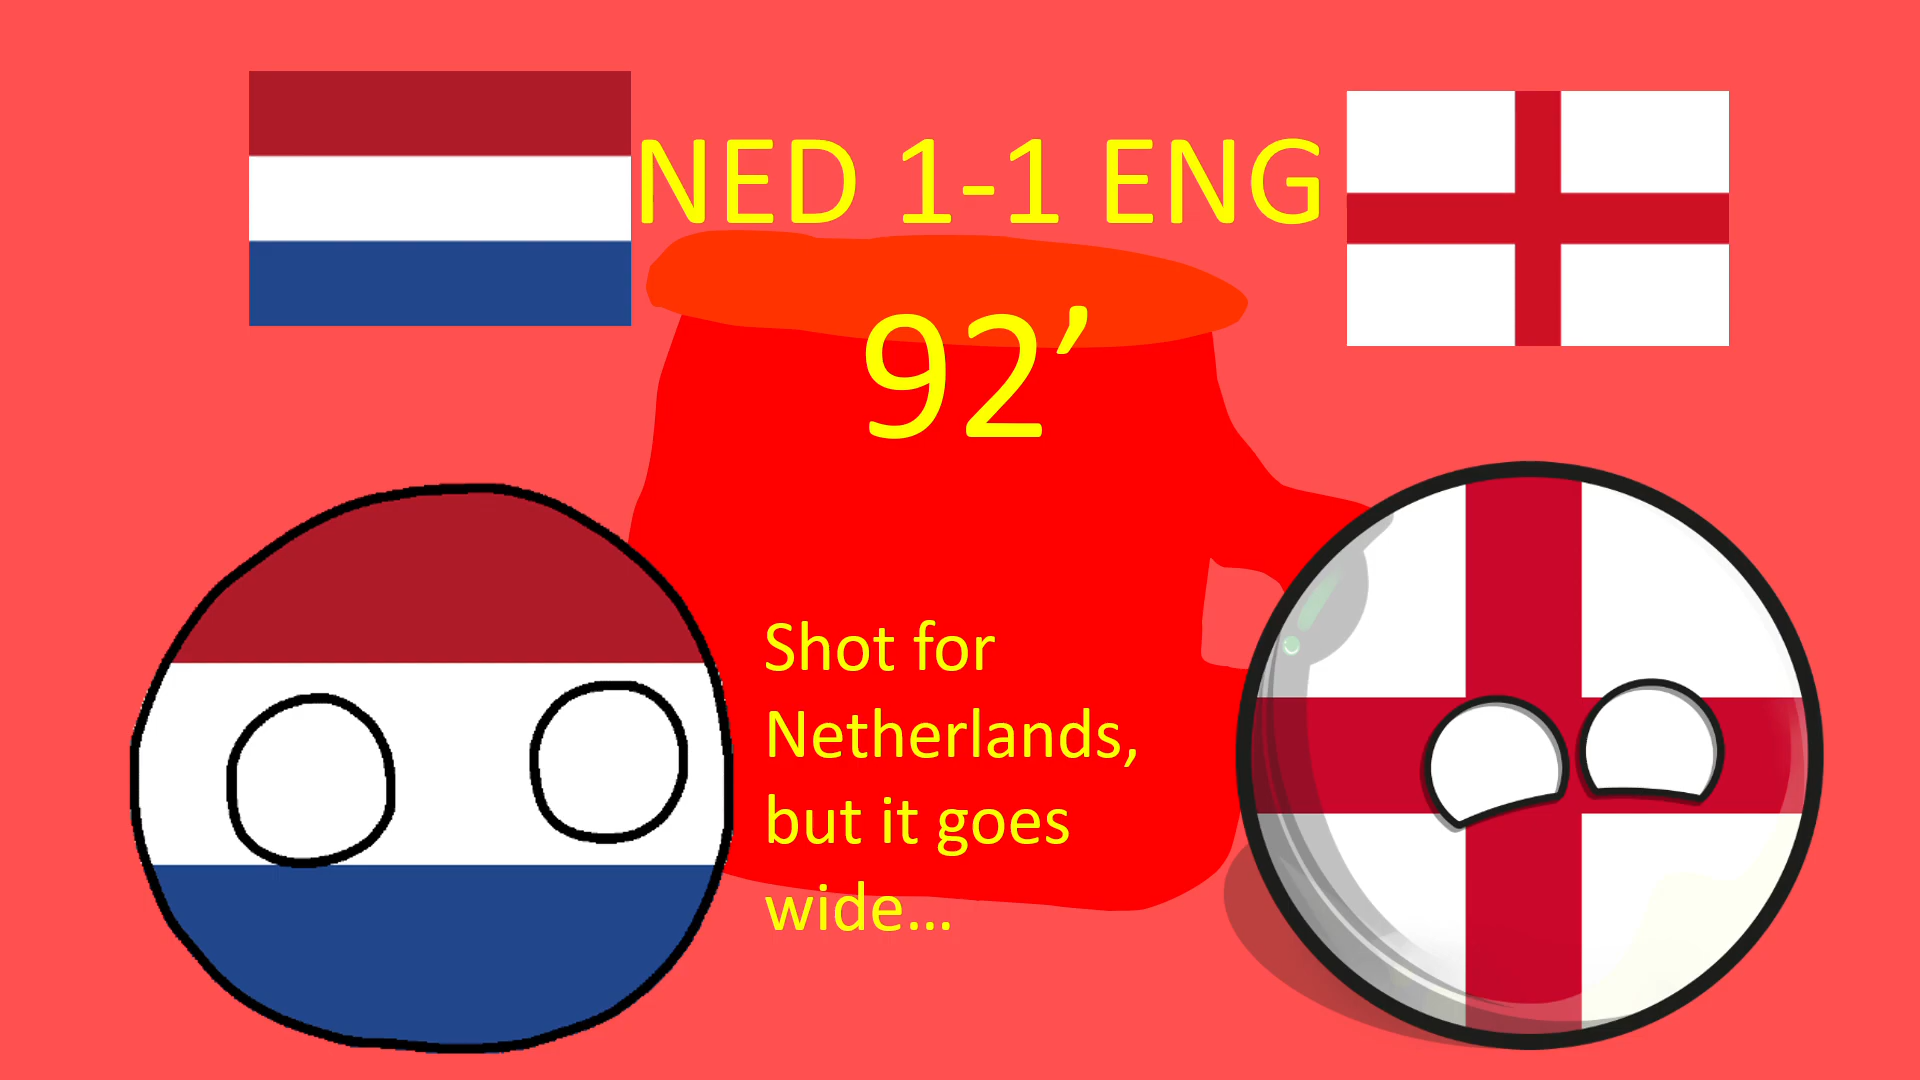 NED 1-1 ENG
92’
Shot for
Netherlands,
but it goes
wide…